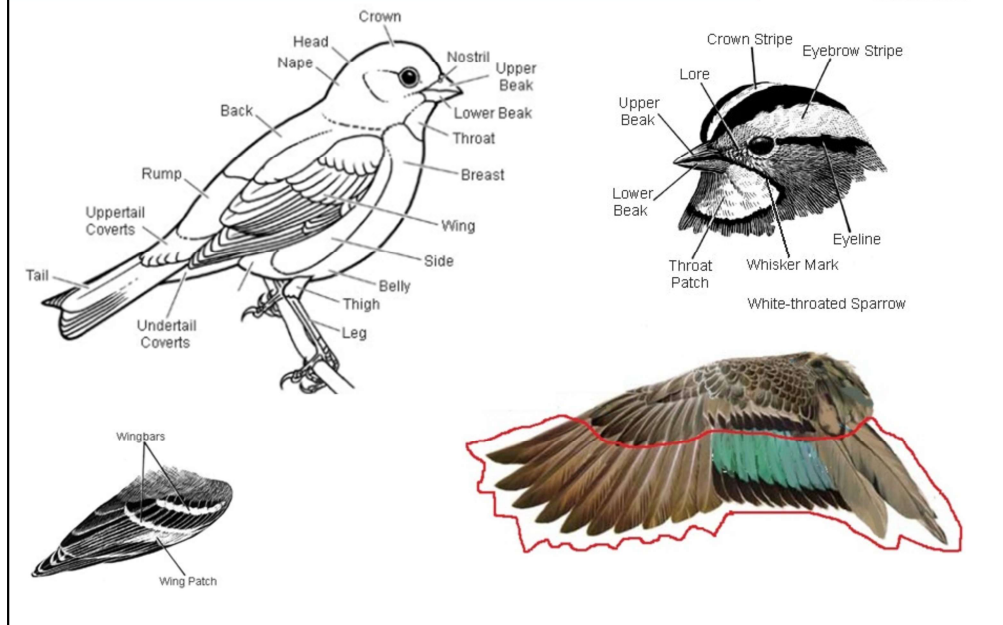 Crown
Head
Nape
Nostril
Upper
Beak
Lower Beak
Back
Throat
Rump
Breast
Uppertail
Coverts
Wing
Side
Tail
Belly
Thigh
Undertail
Coverts
Leg
Crown Stripe
Eyebrow Stripe
Lore
Upper
Beak
Lower
Beak
Eyeline
Throat
Patch
Whisker Mark
White-throated Sparrow
Wingbars
Wing Patch